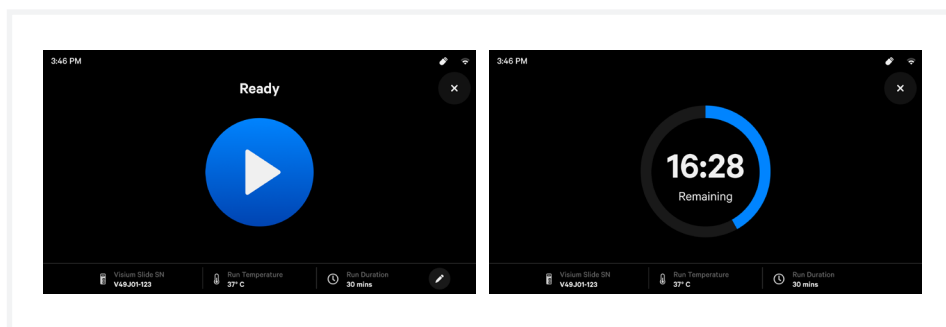 3:46 PM
Ready
Visium Slide SN
V49J01-123
Run Temperature
37° C
Run Duration
30 mins
3:46 PM
16:28
Remaining
Visium Slide SN
V49J01-123
Run Temperature
37° C
Run Duration
30 mins